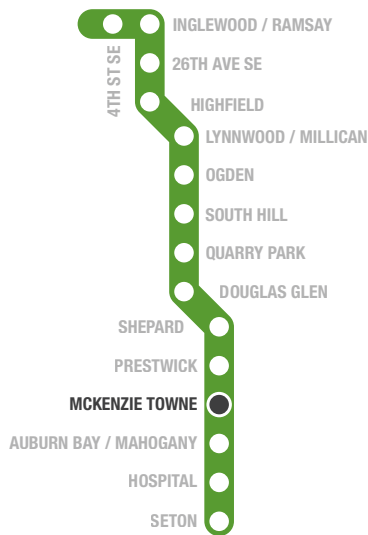 4TH ST SE
INGLEWOOD / RAMSAY
26TH AVE SE
HIGHFIELD
LYNNWOOD / MILLICAN
OGDEN
SOUTH HILL
QUARRY PARK
DOUGLAS GLEN
SHEPARD
PRESTWICK
MCKENZIE TOWNE
AUBURN BAY / MAHOGANY
HOSPITAL
SETON